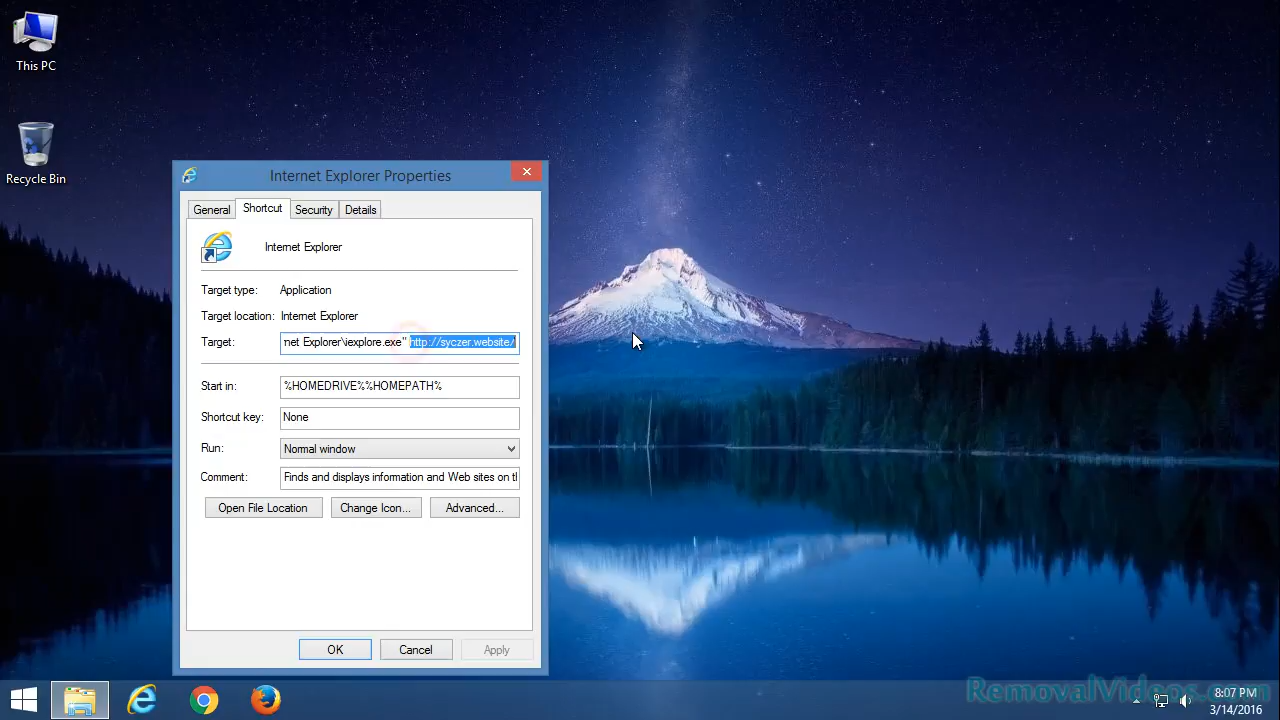 This PC
Recycle Bin
Internet Explorer Properties
General Shortcut Security Details
Internet Explorer
Target type: Application
Target location: Internet Explorer
Target: net Explorer\iexplore.exe" http://syczer.website/
Start in: %HOMEDRIVE%%HOMEPATH%
Shortcut key: None
Run: Normal window
Comment: Finds and displays information and Web sites on th
Open File Location Change Icon... Advanced...
OK Cancel Apply
RemovalVideos.com
8:07 PM
3/14/2016